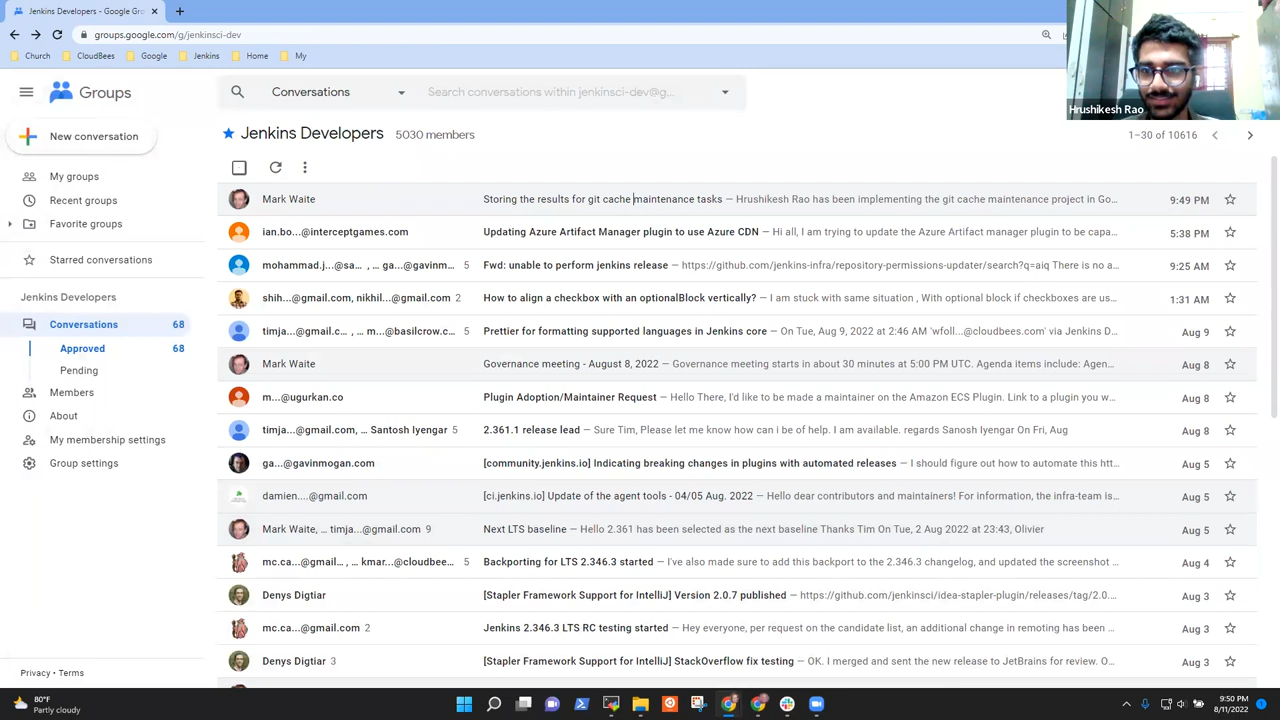 Jenkins Developers - Google Gro
groups.google.com/g/jenkinsci-dev
Church CloudBees Google Jenkins Home My
Hrushikesh Rao
Groups
Conversations
Search conversations within jenkinsci-dev@g...
New conversation
Jenkins Developers 5030 members
1–30 of 10616
My groups
Recent groups
Favorite groups
Starred conversations
Jenkins Developers
Conversations 68
Approved 68
Pending
Members
About
My membership settings
Group settings
Privacy • Terms
Mark Waite Storing the results for git cache maintenance tasks — Hrushikesh Rao has been implementing the git cache maintenance project in Go... 9:49 PM
ian.bo...@interceptgames.com Updating Azure Artifact Manager plugin to use Azure CDN — Hi all, I am trying to update the Azure Artifact manager plugin to be capa... 5:38 PM
mohammad.j...@sa... , ... ga...@gavinm... 5 Fwd: unable to perform jenkins release — https://github.com/jenkins-infra/repository-permissions-updater/search?q=aiq There is no a... 9:25 AM
shih...@gmail.com, nikhil...@gmail.com 2 How to align a checkbox with an optionalBlock vertically? — I am stuck with same situation , With optional block if checkboxes are us... 1:31 AM
timja...@gmail.c... , ... m...@basilcrow.c... 5 Prettier for formatting supported languages in Jenkins core — On Tue, Aug 9, 2022 at 2:46 AM 'wfoll...@cloudbees.com' via Jenkins D... Aug 9
Mark Waite Governance meeting - August 8, 2022 — Governance meeting starts in about 30 minutes at 5:00 PM UTC. Agenda items include: Agen... Aug 8
m...@ugurkan.co Plugin Adoption/Maintainer Request — Hello There, I'd like to be made a maintainer on the Amazon ECS Plugin. Link to a plugin you w... Aug 8
timja...@gmail.com, ... Santosh Iyengar 5 2.361.1 release lead — Sure Tim, Please let me know how can i be of help. I am available. regards Sanosh Iyengar On Fri, Aug Aug 8
ga...@gavinmogan.com [community.jenkins.io] Indicating breaking changes in plugins with automated releases — I should figure out how to automate this htt... Aug 5
damien....@gmail.com [ci.jenkins.io] Update of the agent tools - 04/05 Aug. 2022 — Hello dear contributors and maintainers! For information, the infra-team is... Aug 5
Mark Waite, ... timja...@gmail.com 9 Next LTS baseline — Hello 2.361 has been selected as the next baseline Thanks Tim On Tue, 2 Aug 2022 at 23:43, Olivier Aug 5
mc.ca...@gmail... , ... kmar...@cloudbee... 5 Backporting for LTS 2.346.3 started — I've also made sure to add this backport to the 2.346.3 changelog, and updated the screenshot ... Aug 4
Denys Digtiar [Stapler Framework Support for IntelliJ] Version 2.0.7 published — https://github.com/jenkinsci/idea-stapler-plugin/releases/tag/2.0.... Aug 3
mc.ca...@gmail.com 2 Jenkins 2.346.3 LTS RC testing started — Hey everyone, per request on the candidate list, an additional change in remoting has been ... Aug 3
Denys Digtiar 3 [Stapler Framework Support for IntelliJ] StackOverflow fix testing — OK. I merged and sent the new release to JetBrains for review. O... Aug 3
80°F
Partly cloudy
9:50 PM
8/11/2022